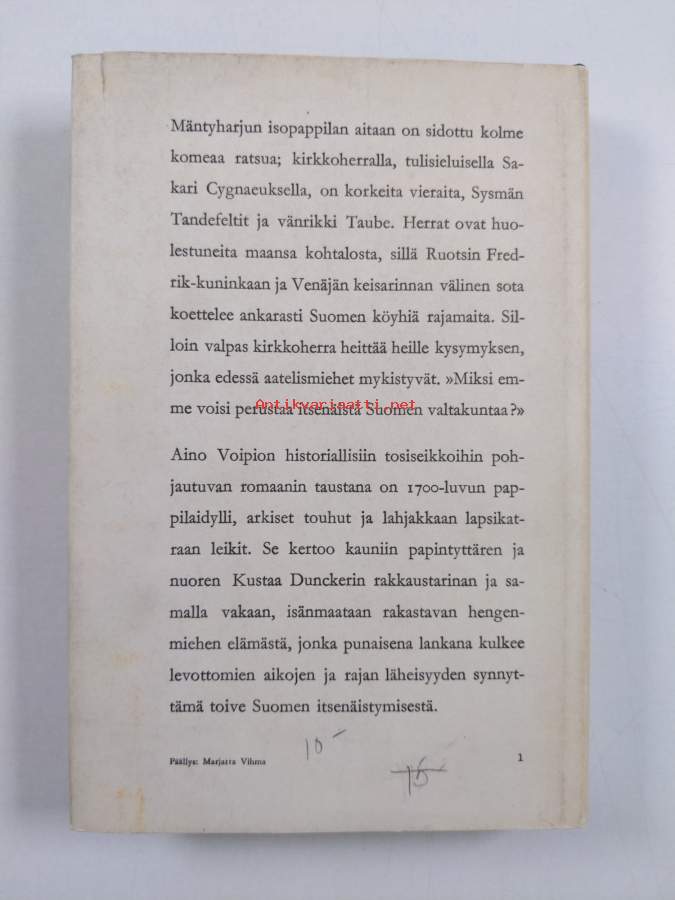 Mäntyharjun isopappilan aitaan on sidottu kolme
komeaa ratsua; kirkkoherralla, tulisieluisella Sa-
kari Cygnaeuksella, on korkeita vieraita, Sysmän
Tandefeltit ja vänrikki Taube. Herrat ovat huo-
lestuneita maansa kohtalosta, sillä Ruotsin Fred-
rik-kuninkaan ja Venäjän keisarinnan välinen sota
koettelee ankarasti Suomen köyhiä rajamaita. Sil-
loin valpas kirkkoherra heittää heille kysymyksen,
jonka edessä aatelismiehet mykistyvät. »Miksi em-
Antikvariaatti.net
me voisi perustaa itsenäistä Suomen valtakuntaa?»
Aino Voipion historiallisiin tosiseikkoihin poh-
jautuvan romaanin taustana on 1700-luvun pap-
pilaidylli, arkiset touhut ja lahjakkaan lapsikat-
raan leikit. Se kertoo kauniin papintyttären ja
nuoren Kustaa Dunckerin rakkaustarinan ja sa-
malla vakaan, isänmaataan rakastavan hengen-
miehen elämästä, jonka punaisena lankana kulkee
levottomien aikojen ja rajan läheisyyden synnyt-
tämä toive Suomen itsenäistymisestä.
10-
Päällys: Marjatta Vihma
1
15